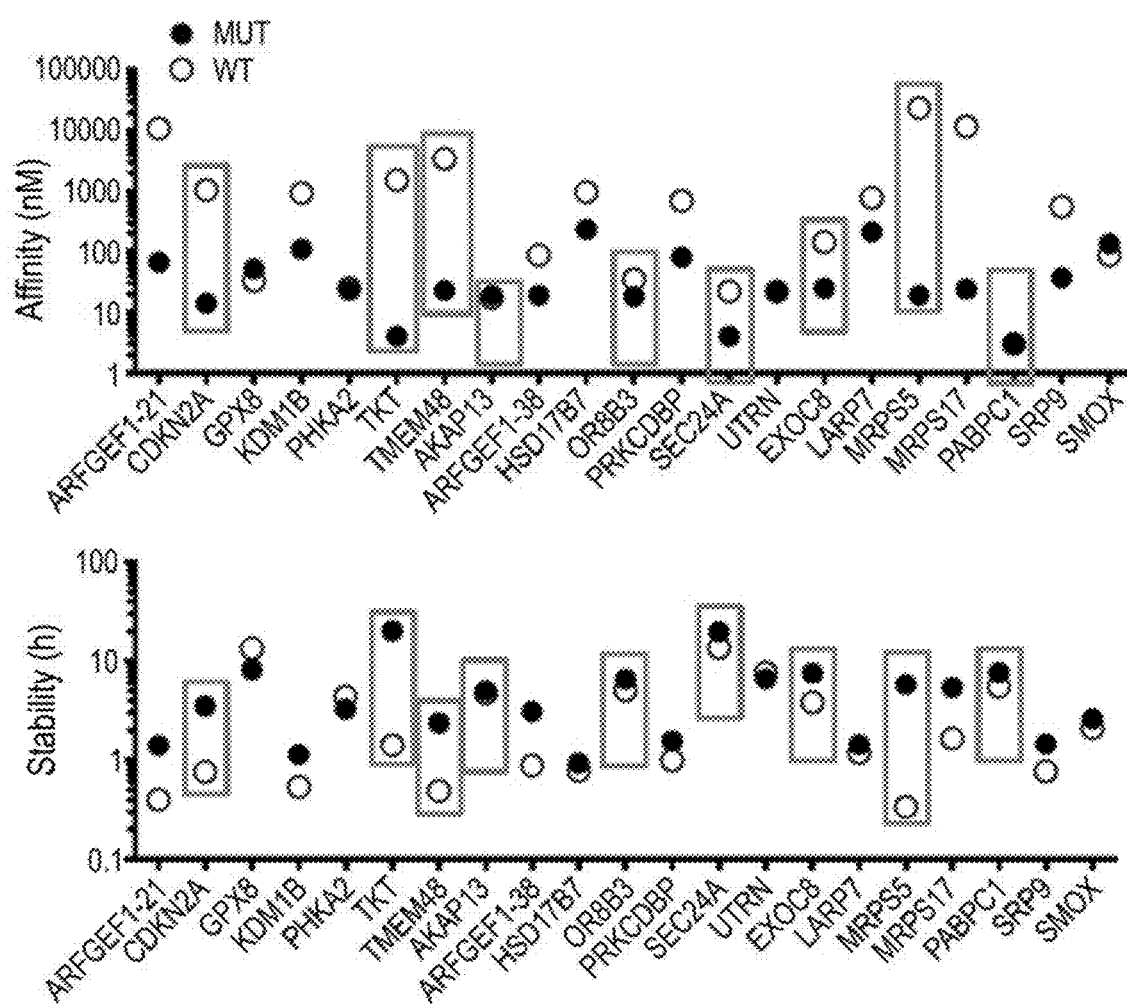 MUT
WT
100000
10000
1000
100
10
1
Affinity (nM)
ARFGEF1-21
CDKN2A
GPX8
KDM1B
PHKA2
TKT
TMEM48
AKAP13
ARFGEF1-38
HSD17B7
OR8B3
PRKCDBP
SEC24A
UTRN
EXOC8
LARP7
MRPS5
MRPS17
PABPC1
SRP9
SMOX
100
10
1
0.1
Stability (h)
ARFGEF1-21
CDKN2A
GPX8
KDM1B
PHKA2
TKT
TMEM48
AKAP13
ARFGEF1-38
HSD17B7
OR8B3
PRKCDBP
SEC24A
UTRN
EXOC8
LARP7
MRPS5
MRPS17
PABPC1
SRP9
SMOX